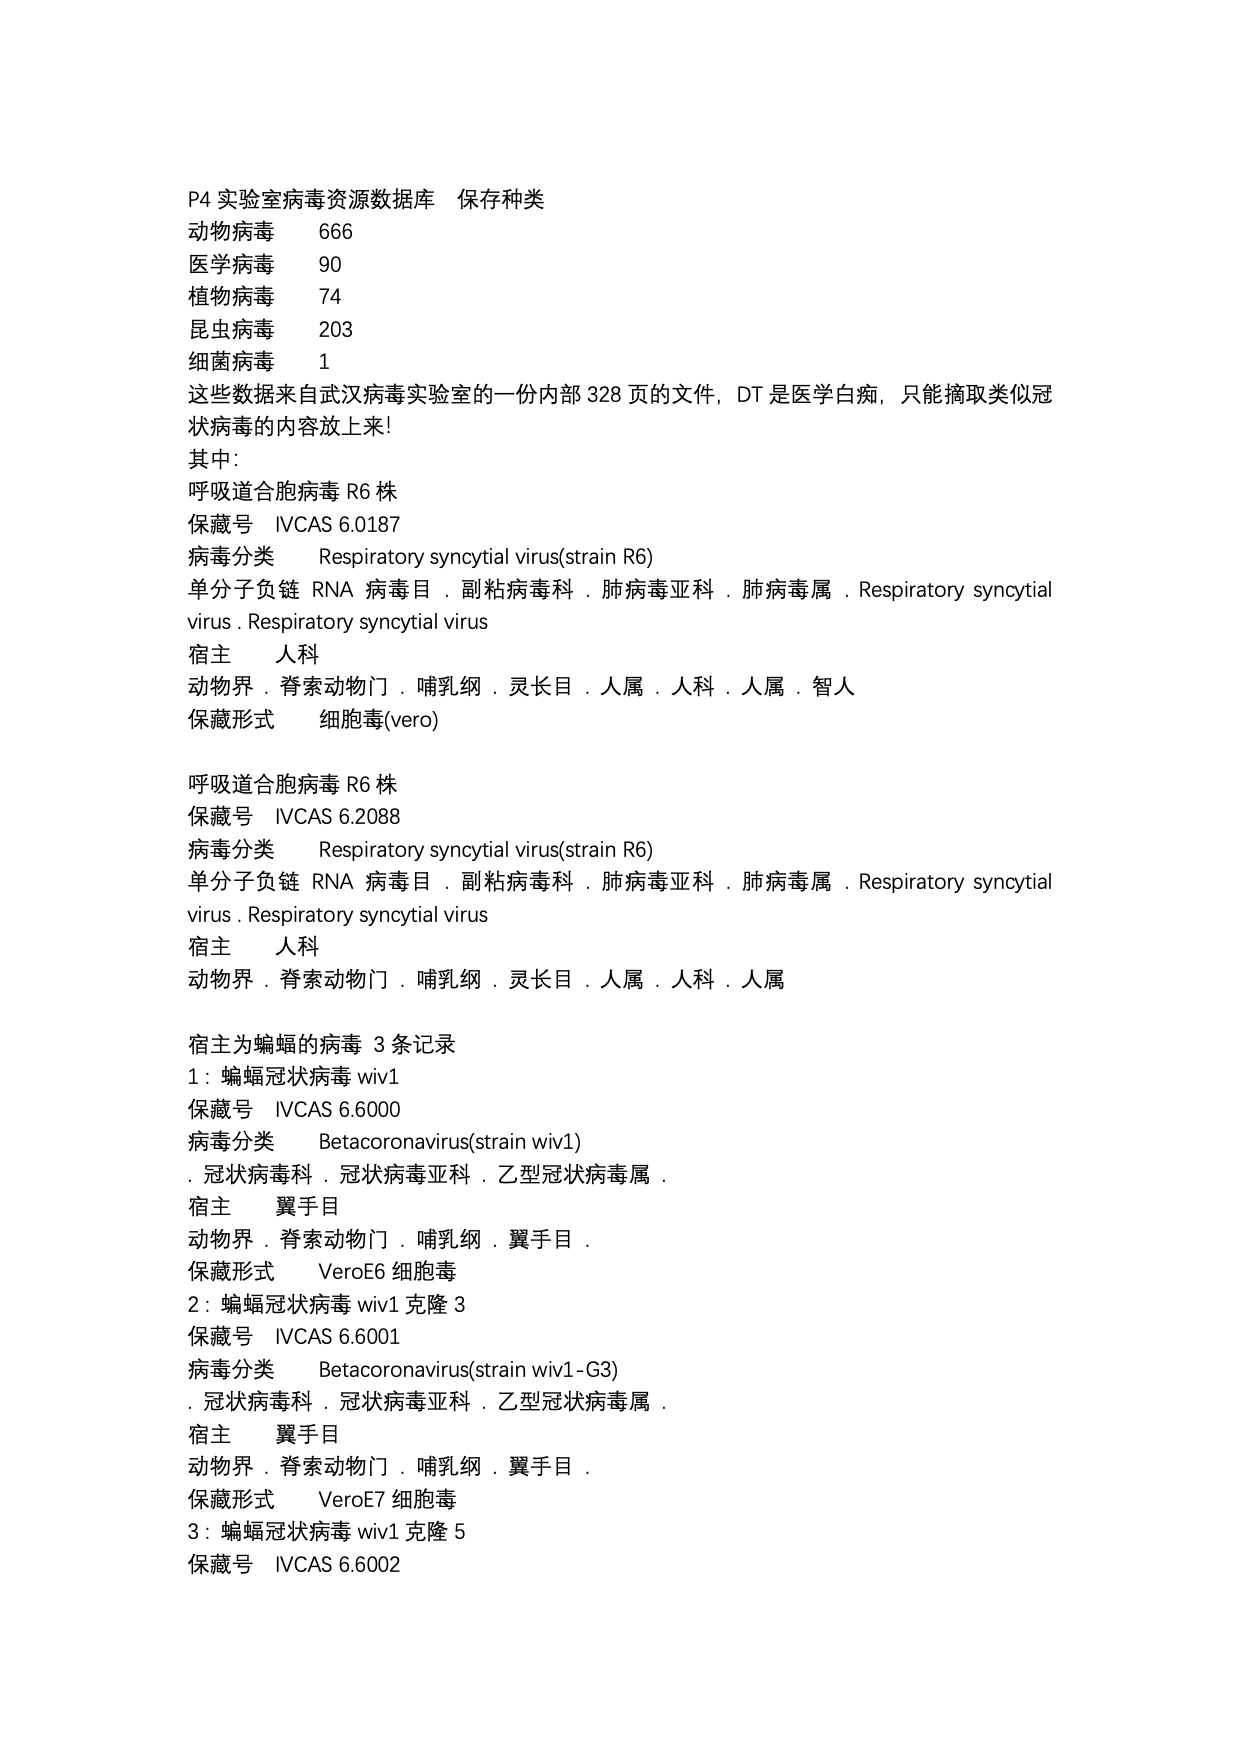 P4 实验室病毒资源数据库　保存种类
动物病毒　　666
医学病毒　　90
植物病毒　　74
昆虫病毒　　203
细菌病毒　　1
这些数据来自武汉病毒实验室的一份内部 328 页的文件，DT 是医学白痴，只能摘取类似冠
状病毒的内容放上来！
其中：
呼吸道合胞病毒 R6 株
保藏号　IVCAS 6.0187
病毒分类　　Respiratory syncytial virus(strain R6)
单分子负链 RNA 病毒目 . 副粘病毒科 . 肺病毒亚科 . 肺病毒属 . Respiratory syncytial
virus . Respiratory syncytial virus
宿主　　人科
动物界 . 脊索动物门 . 哺乳纲 . 灵长目 . 人属 . 人科 . 人属 . 智人
保藏形式　　细胞毒(vero)
呼吸道合胞病毒 R6 株
保藏号　IVCAS 6.2088
病毒分类　　Respiratory syncytial virus(strain R6)
单分子负链 RNA 病毒目 . 副粘病毒科 . 肺病毒亚科 . 肺病毒属 . Respiratory syncytial
virus . Respiratory syncytial virus
宿主　　人科
动物界 . 脊索动物门 . 哺乳纲 . 灵长目 . 人属 . 人科 . 人属
宿主为蝙蝠的病毒 3 条记录
1：蝙蝠冠状病毒 wiv1
保藏号　IVCAS 6.6000
病毒分类　　Betacoronavirus(strain wiv1)
. 冠状病毒科 . 冠状病毒亚科 . 乙型冠状病毒属 .
宿主　　翼手目
动物界 . 脊索动物门 . 哺乳纲 . 翼手目 .
保藏形式　　VeroE6 细胞毒
2：蝙蝠冠状病毒 wiv1 克隆 3
保藏号　IVCAS 6.6001
病毒分类　　Betacoronavirus(strain wiv1-G3)
. 冠状病毒科 . 冠状病毒亚科 . 乙型冠状病毒属 .
宿主　　翼手目
动物界 . 脊索动物门 . 哺乳纲 . 翼手目 .
保藏形式　　VeroE7 细胞毒
3：蝙蝠冠状病毒 wiv1 克隆 5
保藏号　IVCAS 6.6002